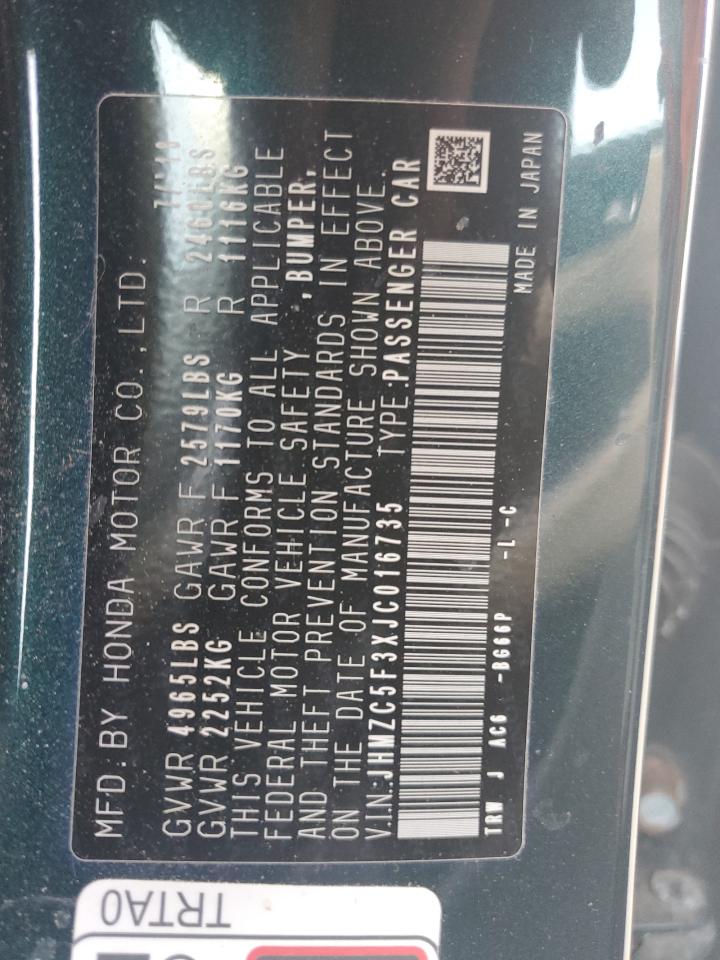 MFD. BY HONDA MOTOR CO., LTD.
GVWR 4965LBS GAWR F 2579LBS R 2460LBS
GVWR 2252KG GAWR F 1170KG R 1116KG
THIS VEHICLE CONFORMS TO ALL APPLICABLE
FEDERAL MOTOR VEHICLE SAFETY ,BUMPER,
AND THEFT PREVENTION STANDARDS IN EFFECT
ON THE DATE OF MANUFACTURE SHOWN ABOVE.
V.I.N:JHMZC5F3XJC016735 TYPE:PASSENGER CAR
TRW J AC6 -BG66P -L-C
MADE IN JAPAN
TRTA0